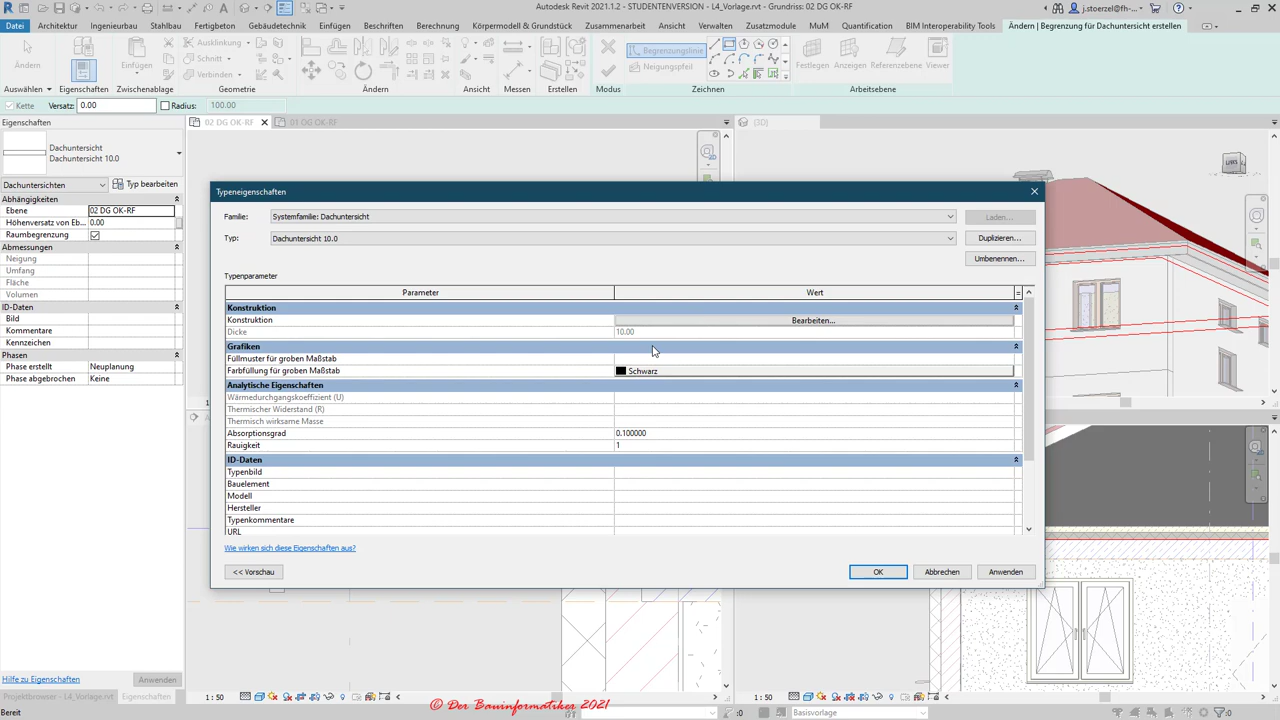 Autodesk Revit 2021.1.2 - STUDENTENVERSION - L4_Vorlage.rvt - Grundriss: 02 DG OK-RF
j.stoerzel@fh-...
Datei Architektur Ingenieurbau Stahlbau Fertigbeton Gebäudetechnik Einfügen Beschriften Berechnung Körpermodell & Grundstück Zusammenarbeit Ansicht Verwalten Zusatzmodule MuM Quantification BIM Interoperability Tools Ändern | Begrenzung für Dachuntersicht erstellen
Ändern
Einfügen
Ausklinkung
Schnitt
Verbinden
Begrenzungslinie
Neigungspfeil
Festlegen Anzeigen Referenzebene Viewer
Auswählen Eigenschaften Zwischenablage Geometrie Ändern Ansicht Messen Erstellen Modus Zeichnen Arbeitsebene
Kette Versatz: 0.00 Radius: 100.00
Eigenschaften
02 DG OK-RF 01 DG OK-RF {3D}
Dachuntersicht
Dachuntersicht 10.0
Dachuntersichten Typ bearbeiten
Abhängigkeiten
Ebene 02 DG OK-RF
Höhenversatz von Eb... 0.00
Raumbegrenzung
Abmessungen
Neigung
Umfang
Fläche
Volumen
ID-Daten
Bild
Kommentare
Kennzeichen
Phasen
Phase erstellt Neuplanung
Phase abgebrochen Keine
Typeneigenschaften
Familie: Systemfamilie: Dachuntersicht Laden...
Typ: Dachuntersicht 10.0 Duplizieren...
Umbenennen...
Typenparameter
Parameter Wert =
Konstruktion
Konstruktion Bearbeiten...
Dicke 10.00
Grafiken
Füllmuster für groben Maßstab
Farbfüllung für groben Maßstab Schwarz
Analytische Eigenschaften
Wärmedurchgangskoeffizient (U)
Thermischer Widerstand (R)
Thermisch wirksame Masse
Absorptionsgrad 0.100000
Rauigkeit 1
ID-Daten
Typenbild
Bauelement
Modell
Hersteller
Typenkommentare
URL
Wie wirken sich diese Eigenschaften aus?
<< Vorschau OK Abbrechen Anwenden
Hilfe zu Eigenschaften Anwenden
Projektbrowser - L4_Vorlage.rvt Eigenschaften
1 : 50
1 : 50
Bereit
© Der Bauinformatiker 2021
:0 Basisvorlage :0